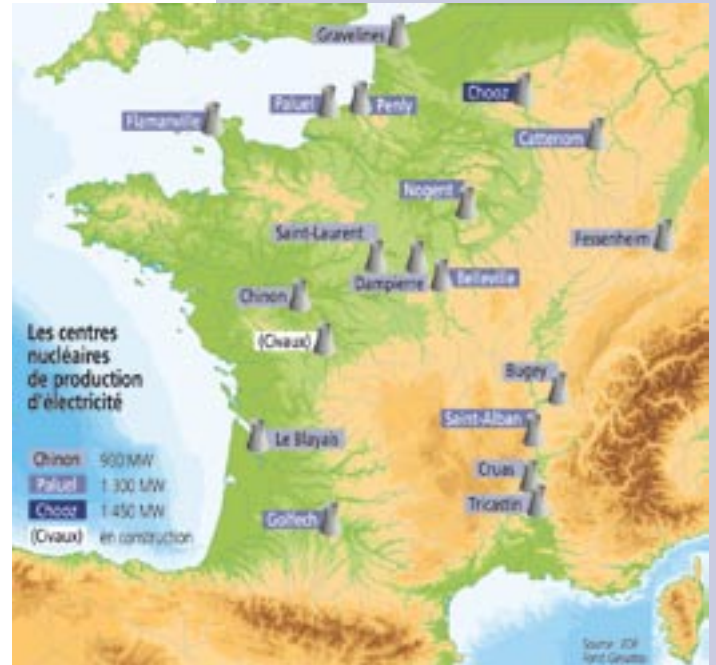 Gravelines
Paluel
Penly
Chooz
Flamanville
Cattenom
Nogent
Saint-Laurent
Fessenheim
Dampierre
Belleville
Chinon
(Civaux)
Les centres
nucléaires
de production
d'électricité
Bugey
Saint-Alban
Le Blayais
Chinon 900 MW
Cruas
Paluel 1 300 MW
Tricastin
Chooz 1 450 MW
Golfech
(Civaux) en construction
Source : EDF